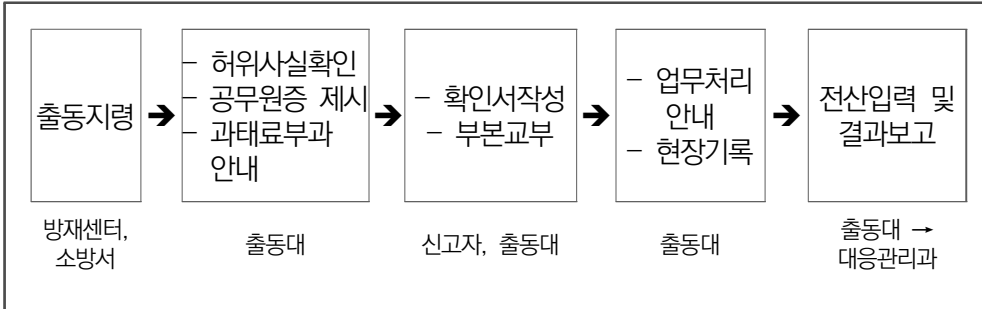 출동지령
➔
- 허위사실확인
- 공무원증 제시
- 과태료부과
안내
➔
- 확인서작성
- 부본교부
➔
- 업무처리
안내
- 현장기록
➔
전산입력 및
결과보고
방재센터,
소방서
출동대
신고자, 출동대
출동대
출동대 →
대응관리과